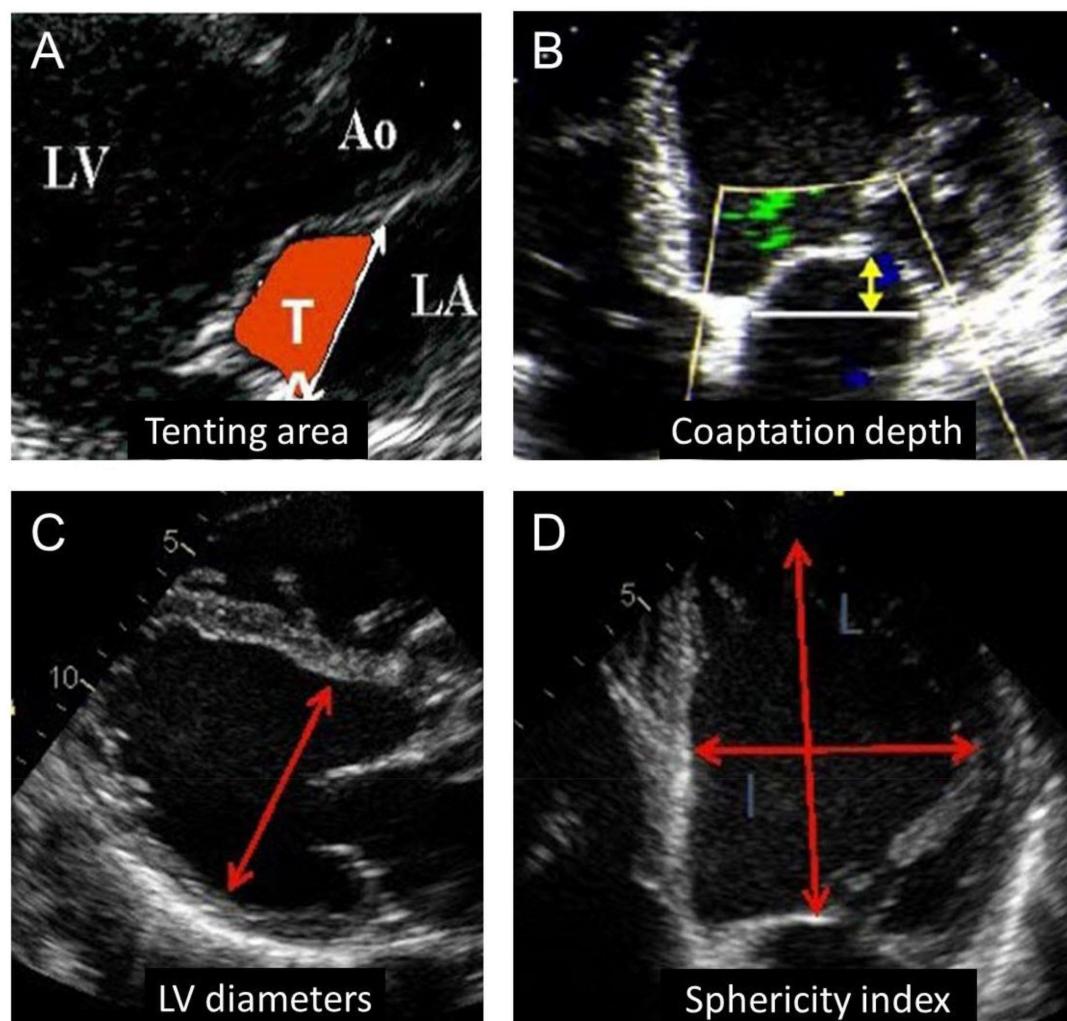 A
LV
Ao
LA
T
A
Tenting area
B
Coaptation depth
C
5
10
LV diameters
D
5
L
I
Sphericity index